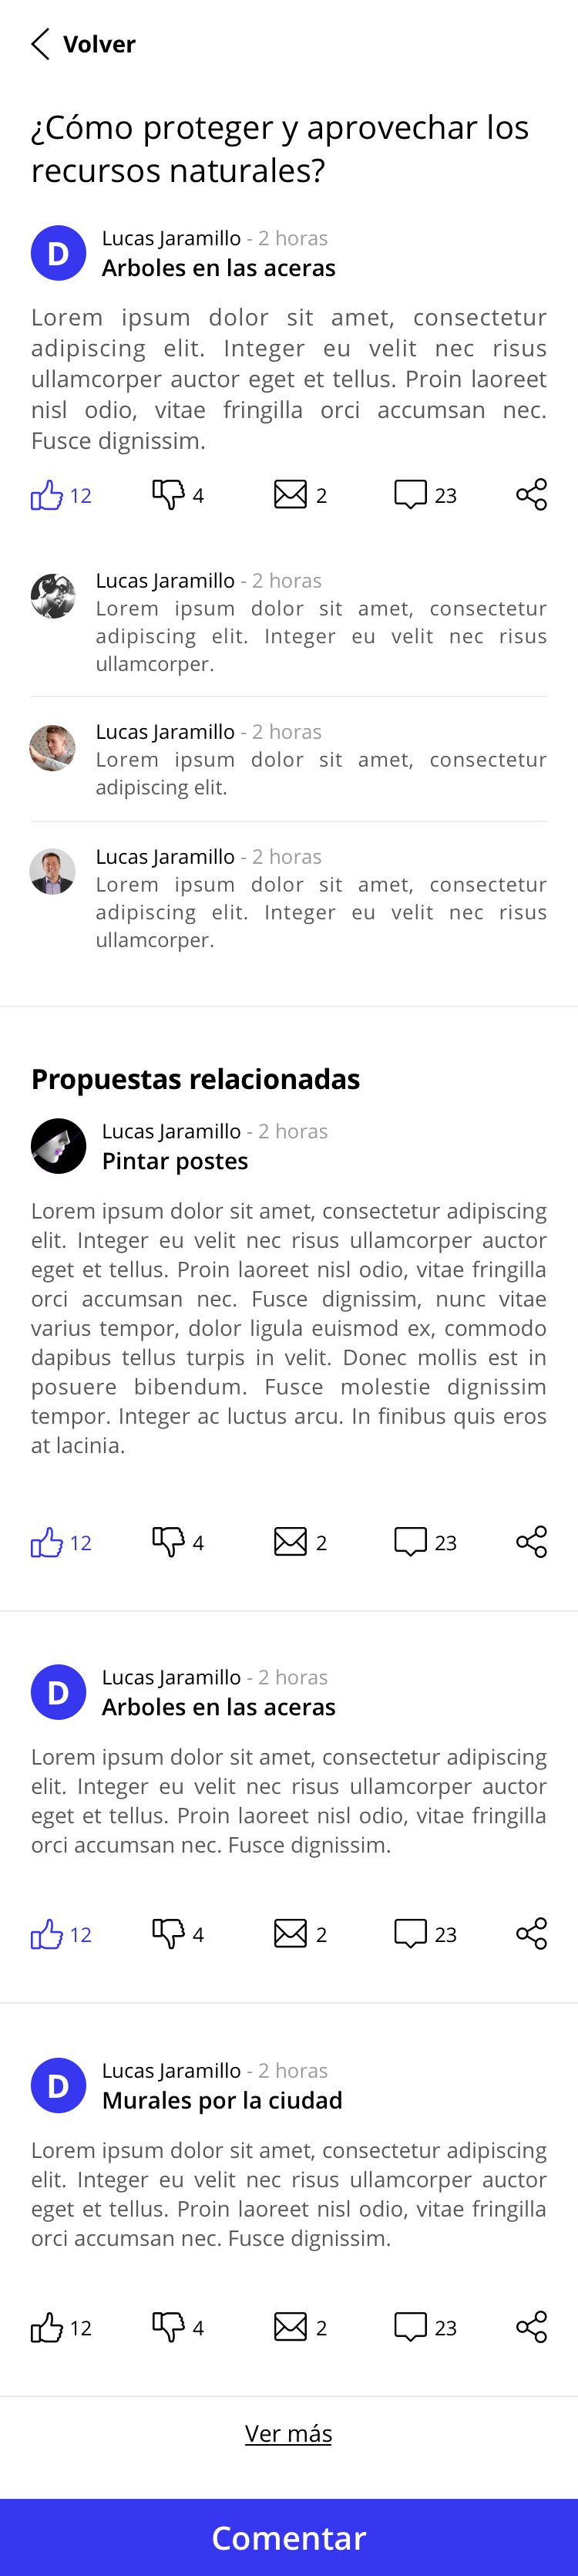 Volver
¿Cómo proteger y aprovechar los
recursos naturales?
D
Lucas Jaramillo - 2 horas
Arboles en las aceras
Lorem ipsum dolor sit amet, consectetur
adipiscing elit. Integer eu velit nec risus
ullamcorper auctor eget et tellus. Proin laoreet
nisl odio, vitae fringilla orci accumsan nec.
Fusce dignissim.
12 4 2 23
Lucas Jaramillo - 2 horas
Lorem ipsum dolor sit amet, consectetur
adipiscing elit. Integer eu velit nec risus
ullamcorper.
Lucas Jaramillo - 2 horas
Lorem ipsum dolor sit amet, consectetur
adipiscing elit.
Lucas Jaramillo - 2 horas
Lorem ipsum dolor sit amet, consectetur
adipiscing elit. Integer eu velit nec risus
ullamcorper.
Propuestas relacionadas
Lucas Jaramillo - 2 horas
Pintar postes
Lorem ipsum dolor sit amet, consectetur adipiscing
elit. Integer eu velit nec risus ullamcorper auctor
eget et tellus. Proin laoreet nisl odio, vitae fringilla
orci accumsan nec. Fusce dignissim, nunc vitae
varius tempor, dolor ligula euismod ex, commodo
dapibus tellus turpis in velit. Donec mollis est in
posuere bibendum. Fusce molestie dignissim
tempor. Integer ac luctus arcu. In finibus quis eros
at lacinia.
12 4 2 23
D
Lucas Jaramillo - 2 horas
Arboles en las aceras
Lorem ipsum dolor sit amet, consectetur adipiscing
elit. Integer eu velit nec risus ullamcorper auctor
eget et tellus. Proin laoreet nisl odio, vitae fringilla
orci accumsan nec. Fusce dignissim.
12 4 2 23
D
Lucas Jaramillo - 2 horas
Murales por la ciudad
Lorem ipsum dolor sit amet, consectetur adipiscing
elit. Integer eu velit nec risus ullamcorper auctor
eget et tellus. Proin laoreet nisl odio, vitae fringilla
orci accumsan nec. Fusce dignissim.
12 4 2 23
Ver más
Comentar